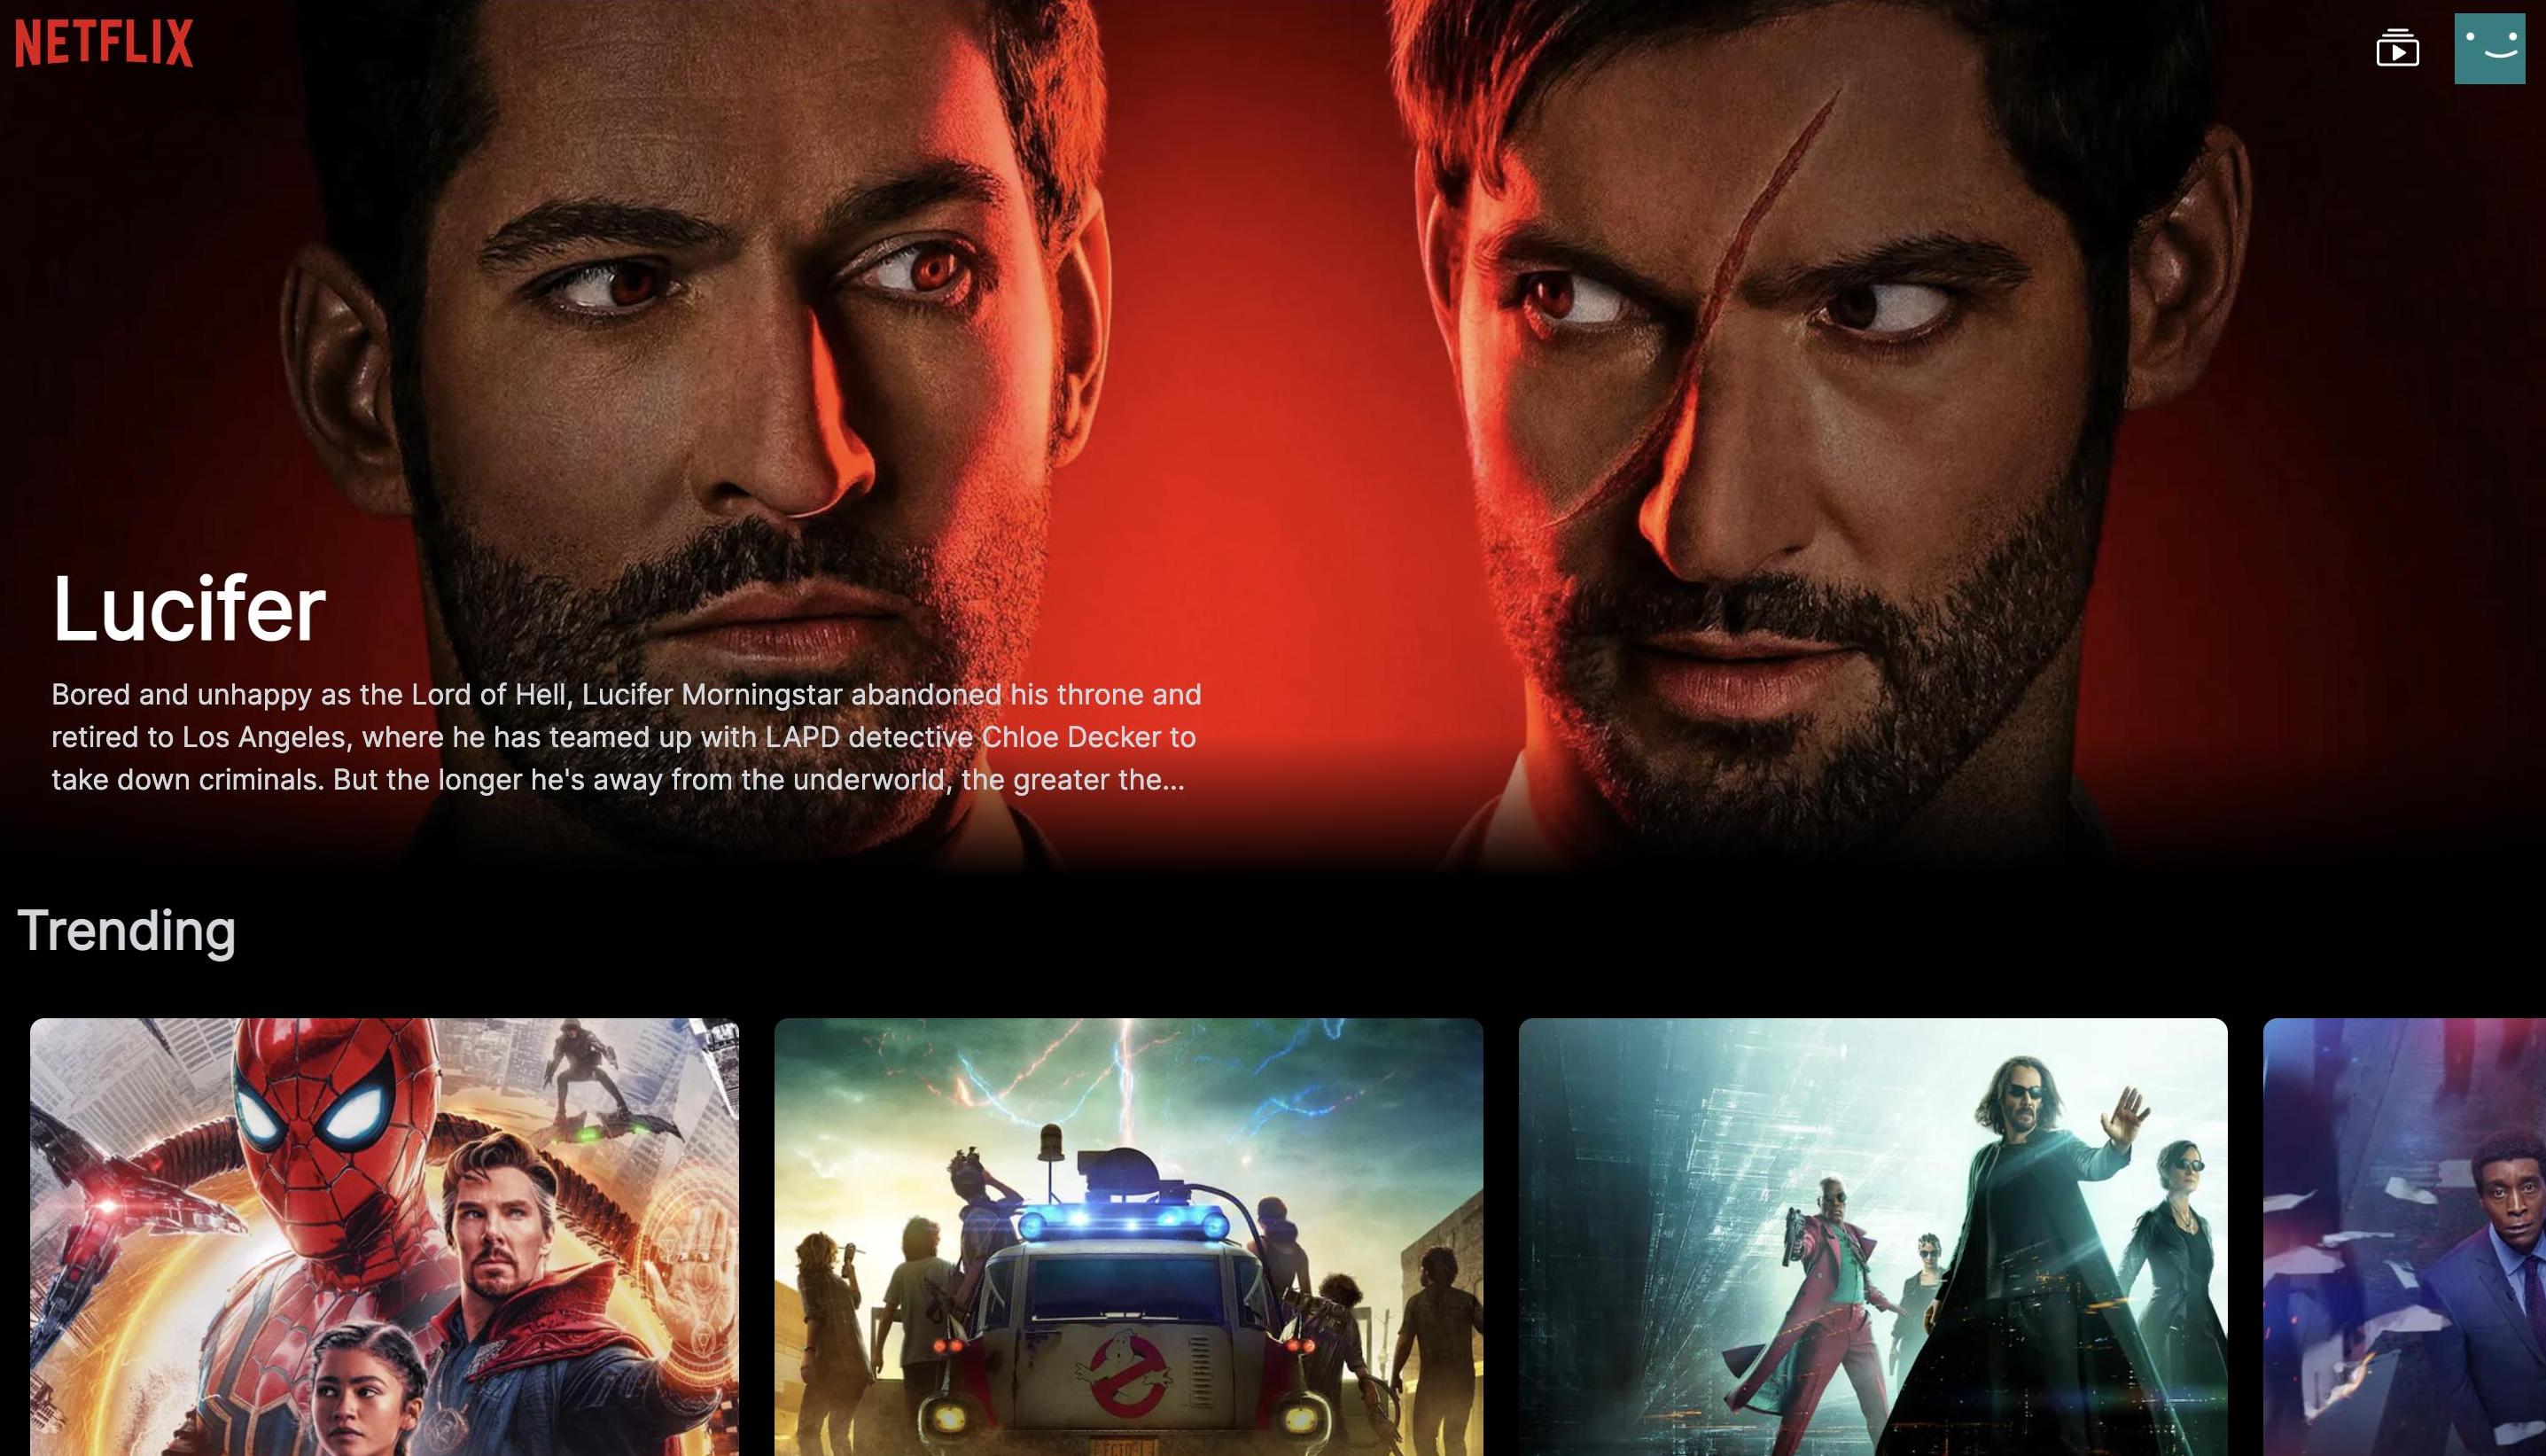 NETFLIX
Lucifer
Bored and unhappy as the Lord of Hell, Lucifer Morningstar abandoned his throne and
retired to Los Angeles, where he has teamed up with LAPD detective Chloe Decker to
take down criminals. But the longer he's away from the underworld, the greater the...
Trending
ECTO-1